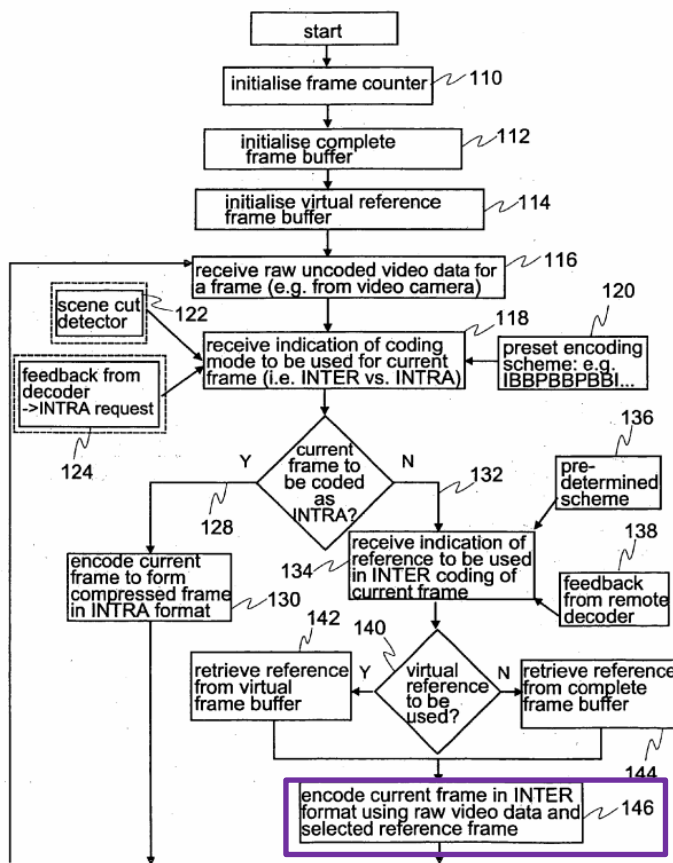 start
initialise frame counter
110
initialise complete
frame buffer
112
initialise virtual reference
frame buffer
114
116
receive raw uncoded video data for
a frame (e.g. from video camera)
scene cut
detector
122
118
receive indication of coding
mode to be used for current
frame (i.e. INTER vs. INTRA)
120
preset encoding
scheme: e.g.
IBBPBBPBBI...
feedback from
decoder
->INTRA request
124
current
frame to
be coded
as
INTRA?
Y
N
128
132
136
pre-
determined
scheme
134
receive indication of
reference to be used
in INTER coding of
current frame
138
feedback
from remote
decoder
encode current
frame to form
compressed frame
in INTRA format
130
142
140
retrieve reference
from virtual
frame buffer
Y
virtual
reference
to be
used?
N
retrieve reference
from complete
frame buffer
144
encode current frame in INTER
format using raw video data and
selected reference frame
146